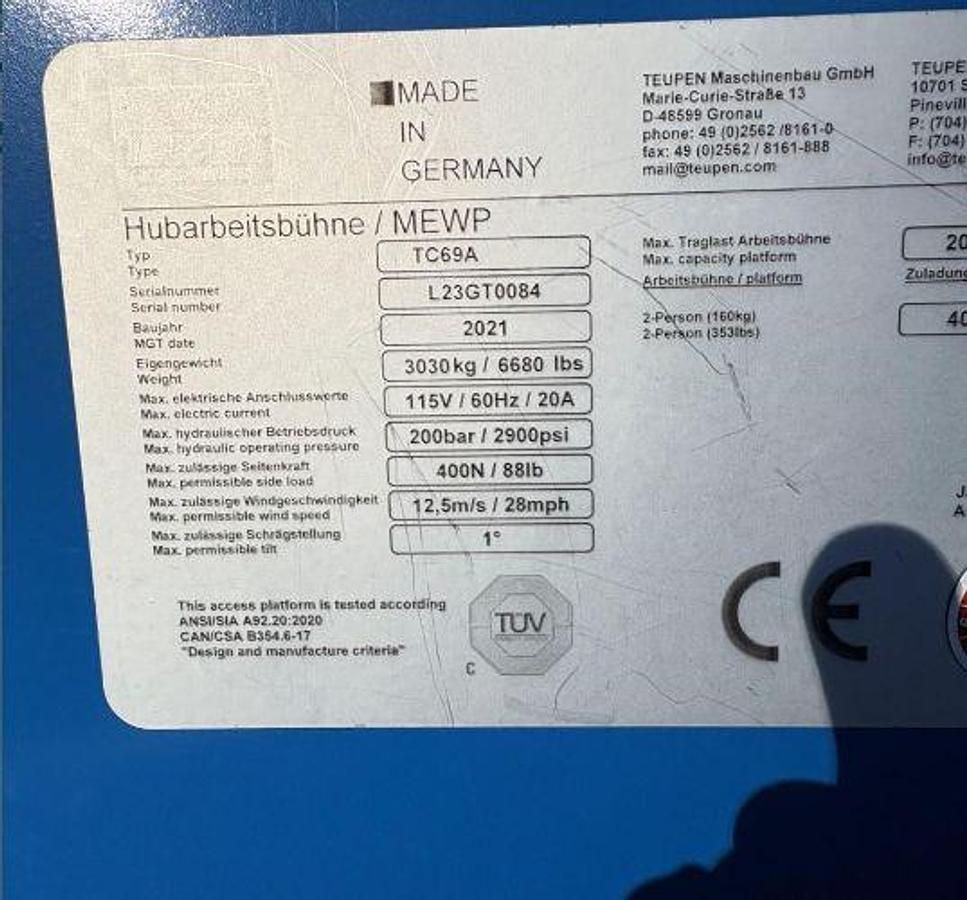 MADE
IN
GERMANY
TEUPEN Maschinenbau GmbH
Marie-Curie-Straße 13
D-48599 Gronau
phone: 49 (0)2562 /8161-0
fax: 49 (0)2562 / 8161-888
mail@teupen.com
TEUPE
10701 S
Pinevill
P: (704)
F: (704)
info@te
Hubarbeitsbühne / MEWP
Typ
Type
TC69A
Serialnummer
Serial number
L23GT0084
Baujahr
MGT date
2021
Eigengewicht
Weight
3030kg / 6680 lbs
Max. elektrische Anschlusswerte
Max. electric current
115V / 60Hz / 20A
Max. hydraulischer Betriebsdruck
Max. hydraulic operating pressure
200bar / 2900psi
Max. zulässige Seitenkraft
Max. permissible side load
400N / 88lb
Max. zulässige Windgeschwindigkeit
Max. permissible wind speed
12,5m/s / 28mph
Max. zulässige Schrägstellung
Max. permissible tilt
1°
Max. Traglast Arbeitsbühne
Max. capacity platform
20
Arbeitsbühne / platform
Zuladung
2-Person (160kg)
2-Person (353lbs)
40
J
A
This access platform is tested according
ANSI/SIA A92.20:2020
CAN/CSA B354.6-17
"Design and manufacture criteria"
C
TÜV
CE